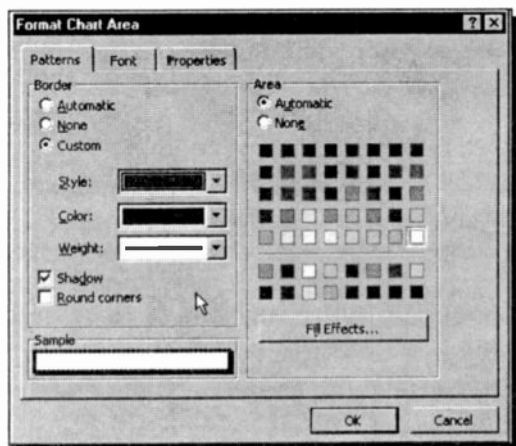 Format Chart Area
Patterns
Font
Properties
Border
Automatic
None
Custom
Style:
Color:
Weight:
Shadow
Round corners
Sample
Area
Automatic
None
Fill Effects...
OK
Cancel